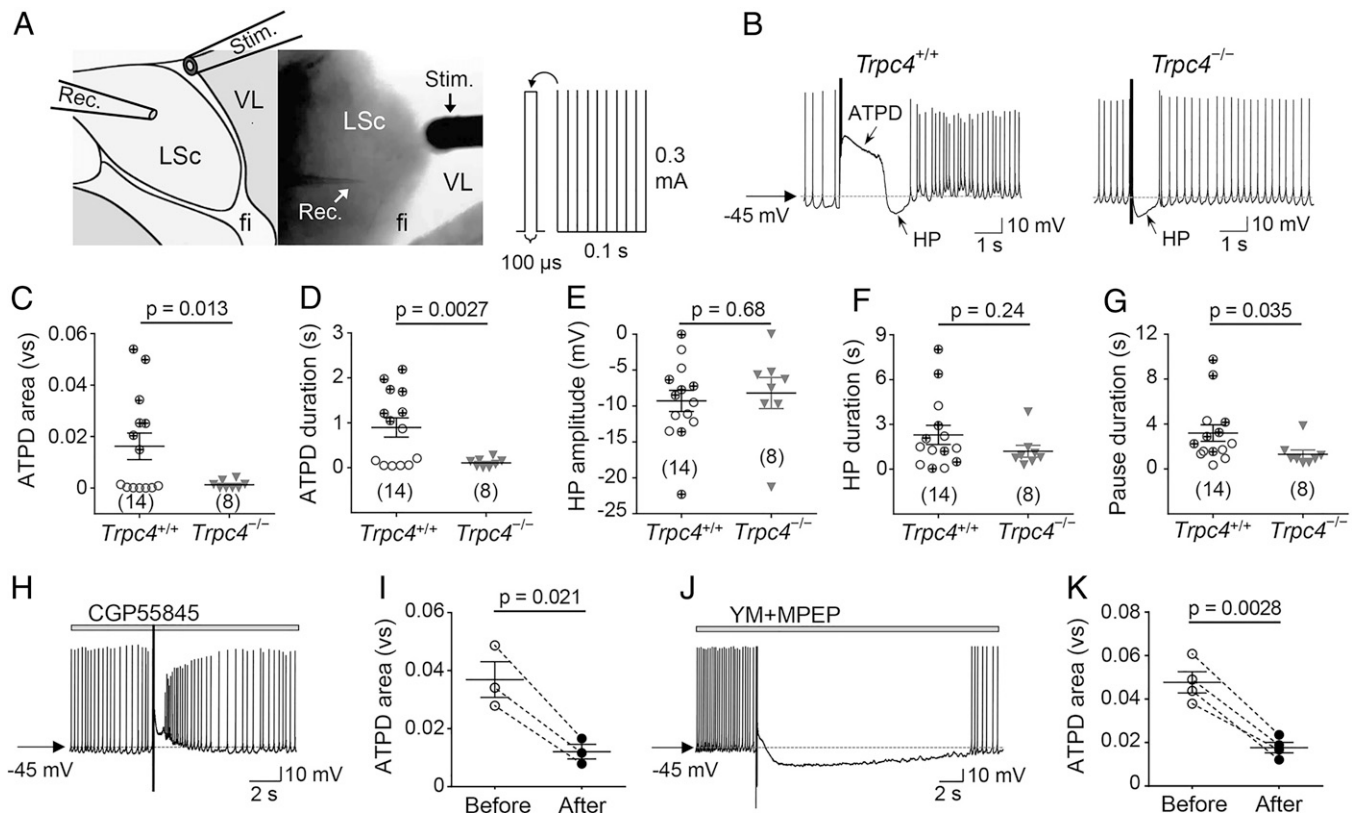 A
Stim.
Rec.
VL
LSc
fi
LSc
Stim.
VL
Rec.
fi
0.3
mA
100 µs
0.1 s
B
Trpc4+/+
Trpc4−/−
ATPD
-45 mV
HP
10 mV
1 s
HP
10 mV
1 s
C
p = 0.013
ATPD area (vs)
0.06
0.04
0.02
0
(14)
(8)
Trpc4+/+
Trpc4−/−
D
p = 0.0027
ATPD duration (s)
3
2
1
0
(14)
(8)
Trpc4+/+
Trpc4−/−
E
p = 0.68
HP amplitude (mV)
0
-5
-10
-15
-20
-25
(14)
(8)
Trpc4+/+
Trpc4−/−
F
p = 0.24
HP duration (s)
9
6
3
0
(14)
(8)
Trpc4+/+
Trpc4−/−
G
p = 0.035
Pause duration (s)
12
8
4
0
(14)
(8)
Trpc4+/+
Trpc4−/−
H
CGP55845
-45 mV
10 mV
2 s
I
p = 0.021
ATPD area (vs)
0.06
0.04
0.02
0
Before
After
J
YM+MPEP
-45 mV
10 mV
2 s
K
p = 0.0028
ATPD area (vs)
0.08
0.06
0.04
0.02
0
Before
After